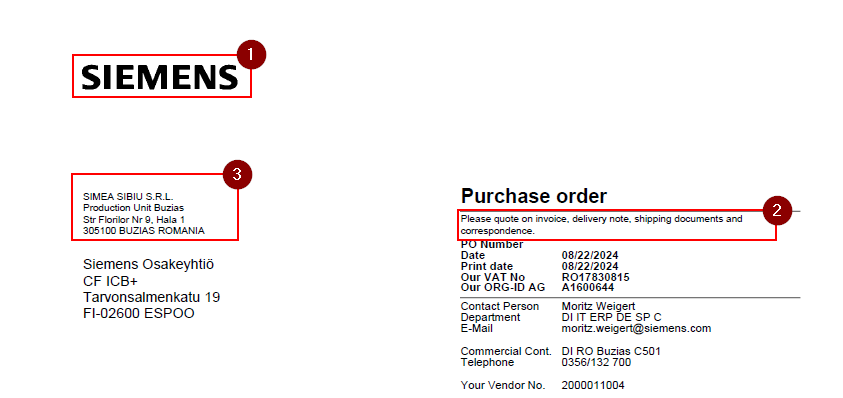 SIEMENS
1
3
SIMEA SIBIU S.R.L.
Production Unit Buzias
Str Florilor Nr 9, Hala 1
305100 BUZIAS ROMANIA
Siemens Osakeyhtiö
CF ICB+
Tarvonsalmenkatu 19
FI-02600 ESPOO
Purchase order
2
Please quote on invoice, delivery note, shipping documents and
correspondence.
PO Number
Date 08/22/2024
Print date 08/22/2024
Our VAT No RO17830815
Our ORG-ID AG A1600644
Contact Person Moritz Weigert
Department DI IT ERP DE SP C
E-Mail moritz.weigert@siemens.com
Commercial Cont. DI RO Buzias C501
Telephone 0356/132 700
Your Vendor No. 2000011004